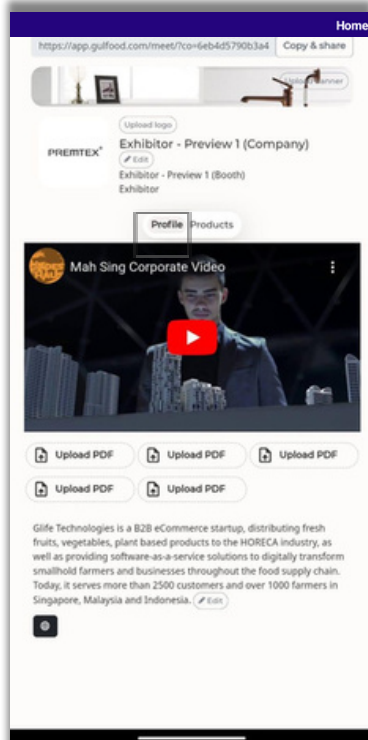 Home
https://app.gulfood.com/meet/?co=6eb4d5790b3a4 Copy & share
Upload banner
Upload logo
PREMTEX
Exhibitor - Preview 1 (Company)
Edit
Exhibitor - Preview 1 (Booth)
Exhibitor
Profile Products
Mah Sing Corporate Video
Upload PDF Upload PDF Upload PDF
Upload PDF Upload PDF
Glife Technologies is a B2B eCommerce startup, distributing fresh
fruits, vegetables, plant based products to the HORECA industry, as
well as providing software-as-a-service solutions to digitally transform
smallhold farmers and businesses throughout the food supply chain.
Today, it serves more than 2500 customers and over 1000 farmers in
Singapore, Malaysia and Indonesia. Edit